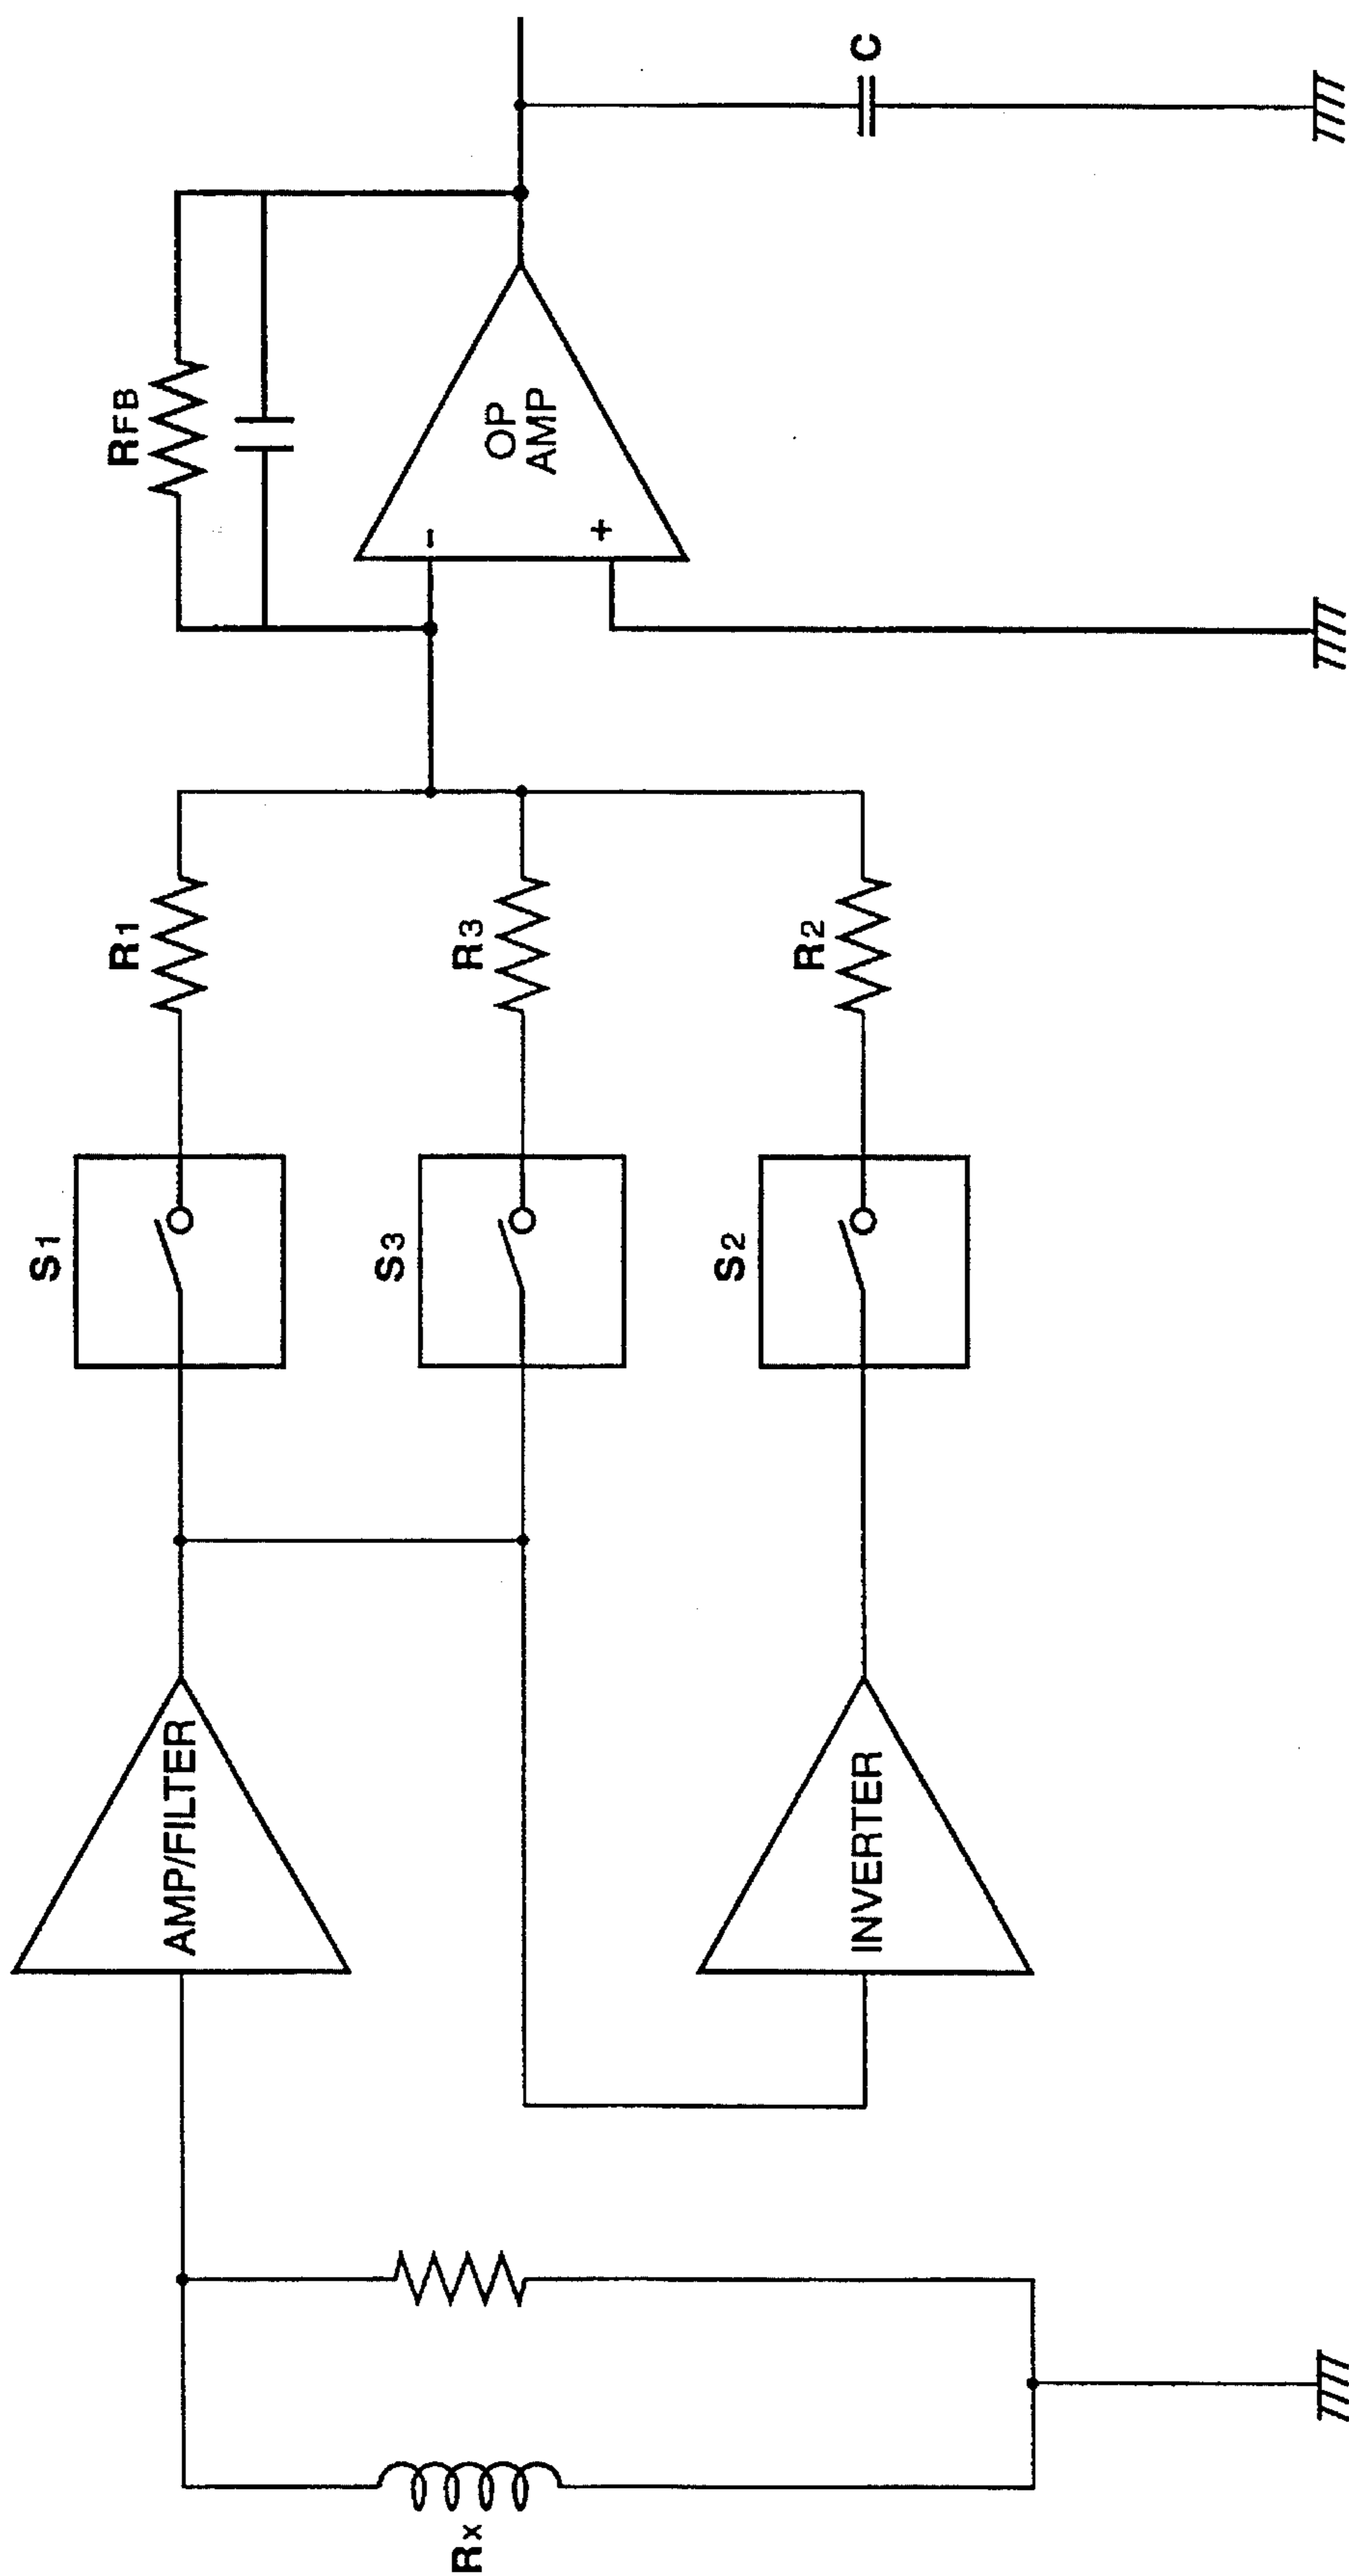 Rx
AMP/FILTER
INVERTER
S1
S3
S2
R1
R3
R2
RFB
-
+
OP
AMP
C